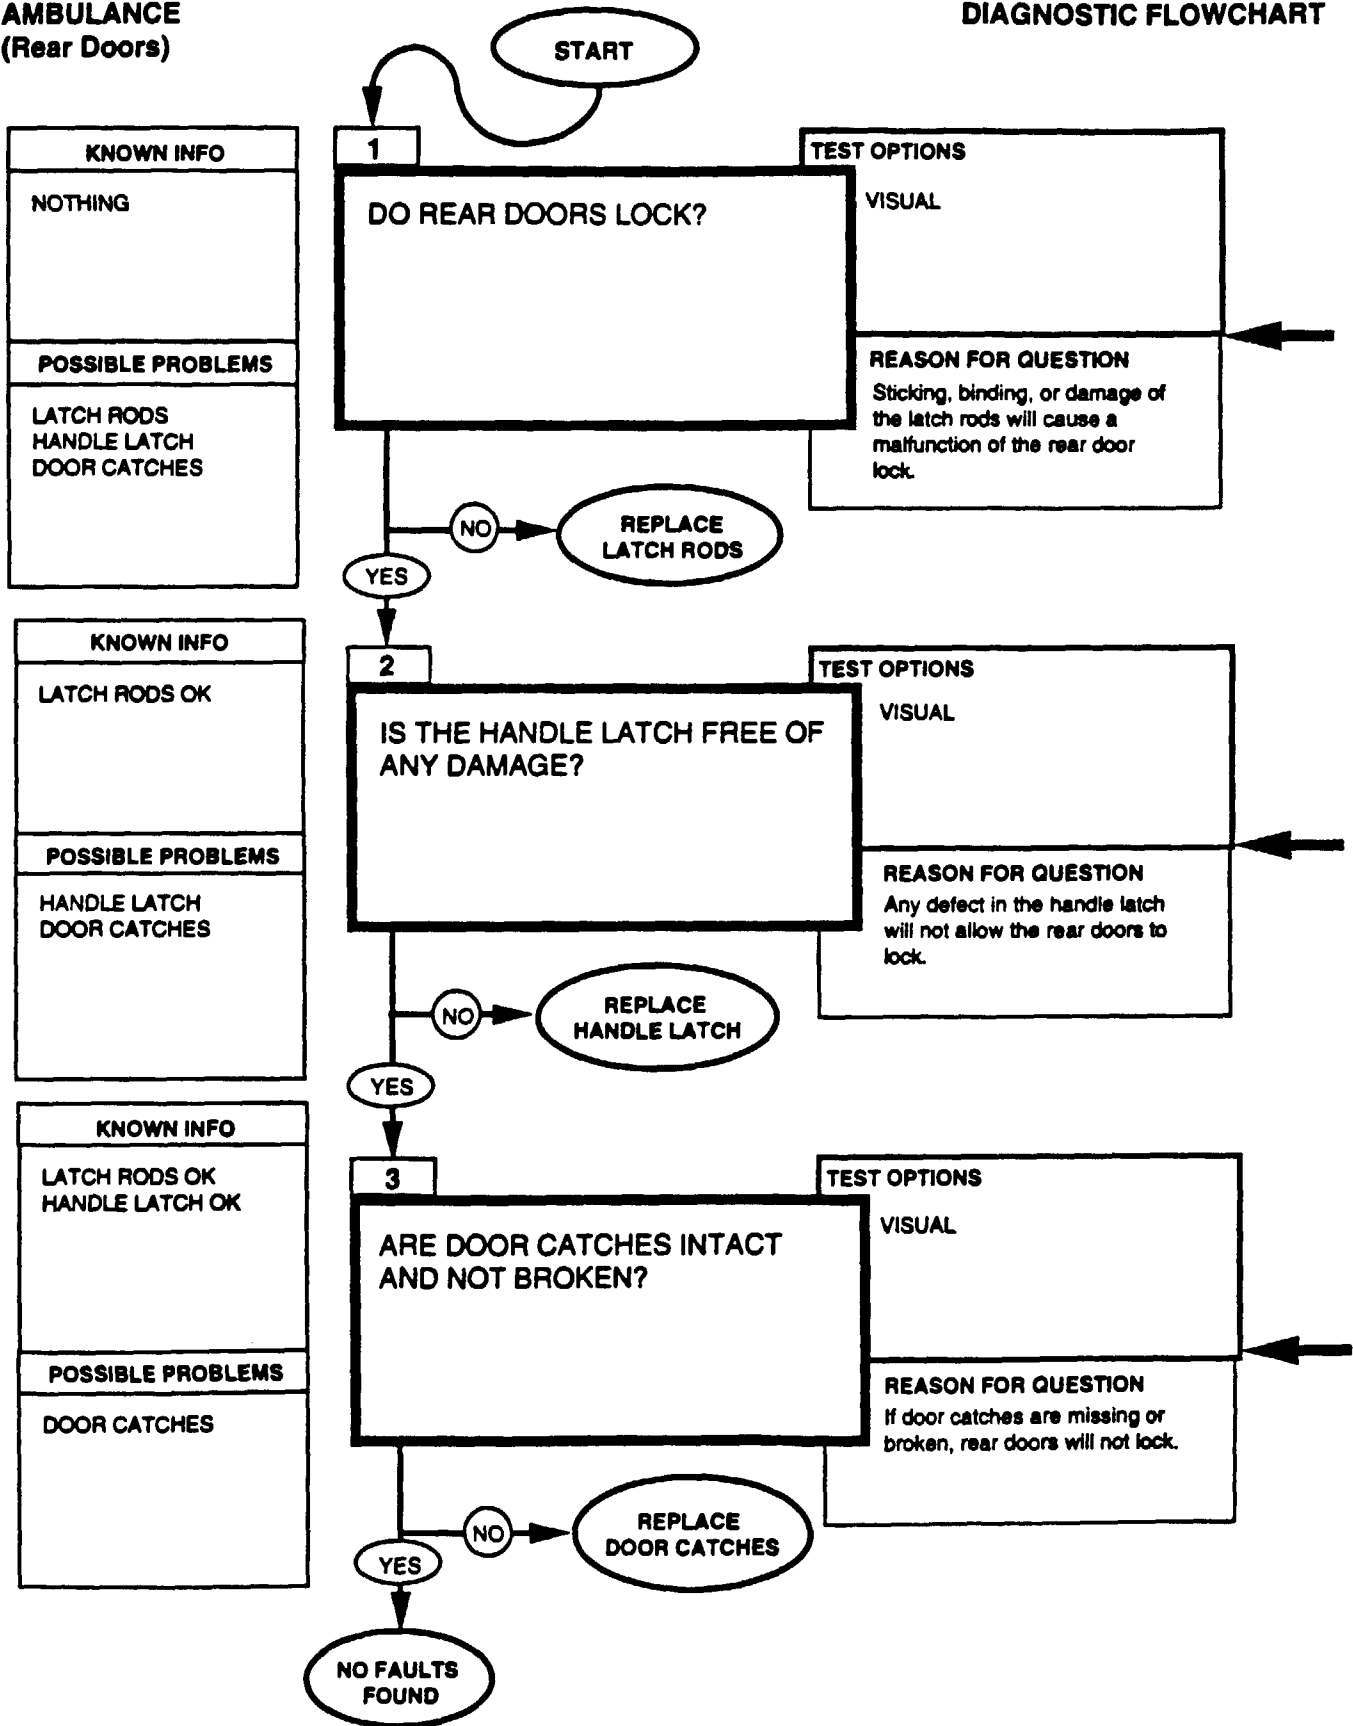 AMBULANCE
(Rear Doors)
DIAGNOSTIC FLOWCHART
START
KNOWN INFO
NOTHING
POSSIBLE PROBLEMS
LATCH RODS
HANDLE LATCH
DOOR CATCHES
1
DO REAR DOORS LOCK?
TEST OPTIONS
VISUAL
REASON FOR QUESTION
Sticking, binding, or damage of
the latch rods will cause a
malfunction of the rear door
lock.
NO
REPLACE
LATCH RODS
YES
KNOWN INFO
LATCH RODS OK
POSSIBLE PROBLEMS
HANDLE LATCH
DOOR CATCHES
2
IS THE HANDLE LATCH FREE OF
ANY DAMAGE?
TEST OPTIONS
VISUAL
REASON FOR QUESTION
Any defect in the handle latch
will not allow the rear doors to
lock.
NO
REPLACE
HANDLE LATCH
YES
KNOWN INFO
LATCH RODS OK
HANDLE LATCH OK
POSSIBLE PROBLEMS
DOOR CATCHES
3
ARE DOOR CATCHES INTACT
AND NOT BROKEN?
TEST OPTIONS
VISUAL
REASON FOR QUESTION
If door catches are missing or
broken, rear doors will not lock.
NO
REPLACE
DOOR CATCHES
YES
NO FAULTS
FOUND